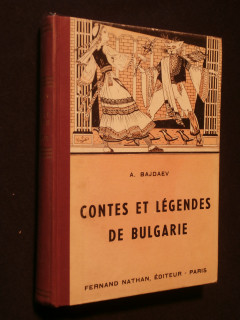 A. BAJDAEV
CONTES ET LÉGENDES
DE BULGARIE
FERNAND NATHAN, ÉDITEUR · PARIS